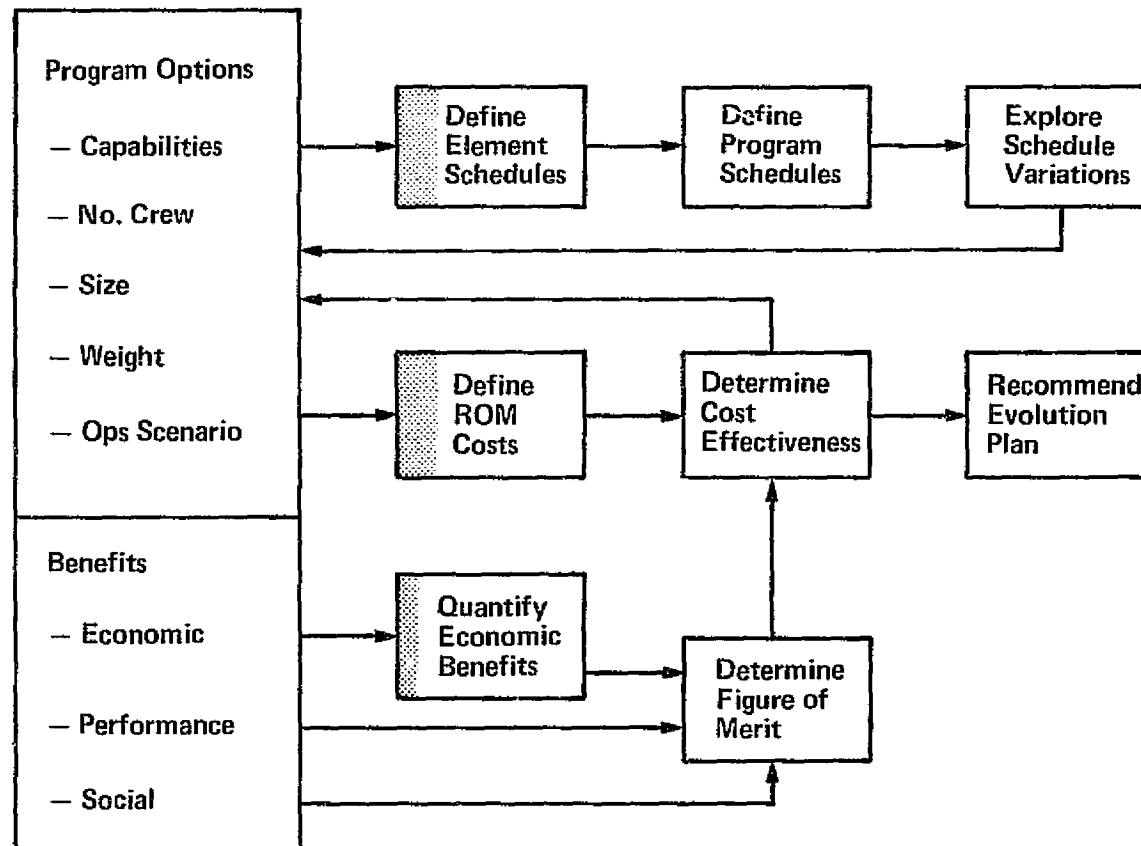 Program Options
— Capabilities
— No. Crew
— Size
— Weight
— Ops Scenario
Define
Element
Schedules
Define
Program
Schedules
Explore
Schedule
Variations
Define
ROM
Costs
Determine
Cost
Effectiveness
Recommend
Evolution
Plan
Benefits
— Economic
— Performance
— Social
Quantify
Economic
Benefits
Determine
Figure of
Merit